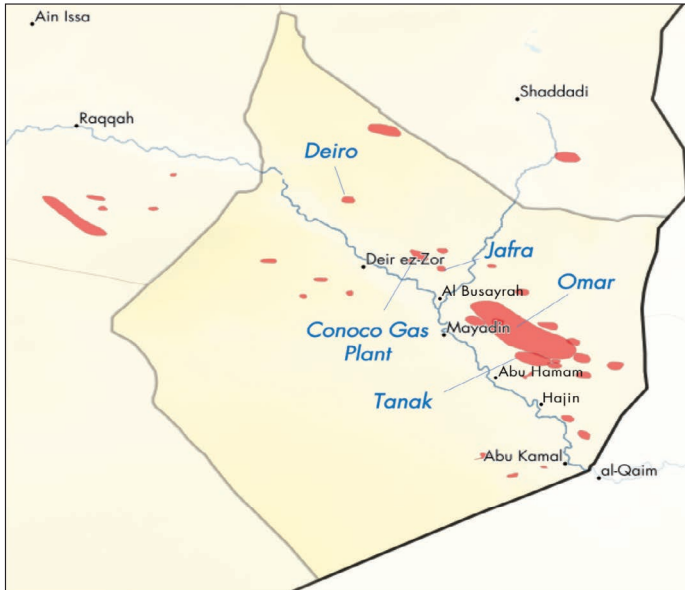 Ain Issa
Shaddadi
Raqqah
Deiro
Jafra
Deir ez-Zor
Omar
Al Busayrah
Conoco Gas
Plant
Mayadin
Abu Hamam
Tanak
Hajin
Abu Kamal
al-Qaim